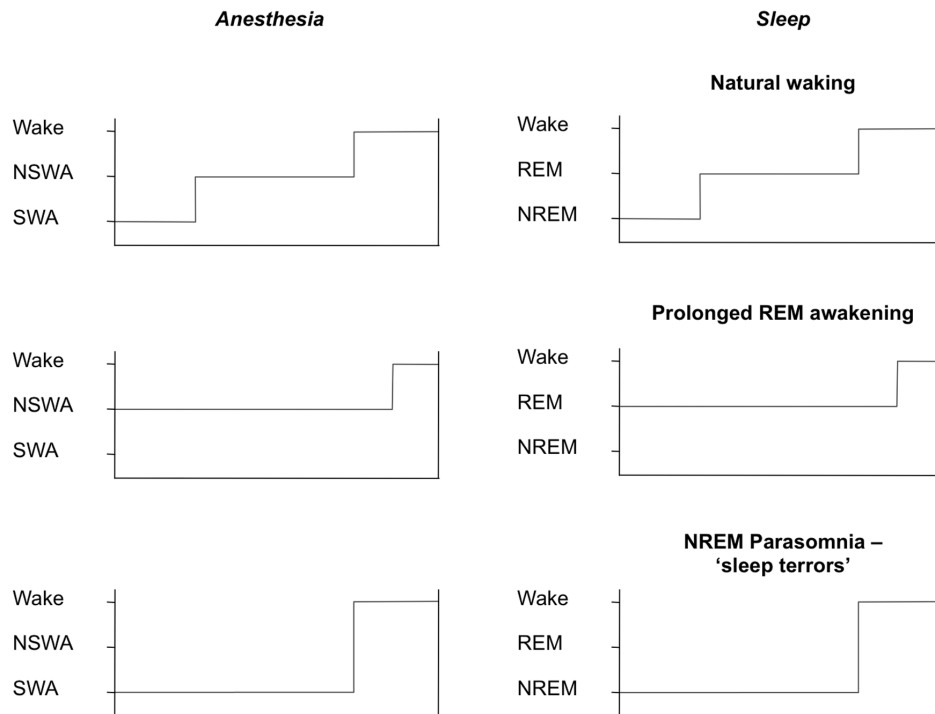 Anesthesia
Sleep
Natural waking
Wake
NSWA
SWA
Wake
REM
NREM
Prolonged REM awakening
Wake
NSWA
SWA
Wake
REM
NREM
NREM Parasomnia –
‘sleep terrors’
Wake
NSWA
SWA
Wake
REM
NREM